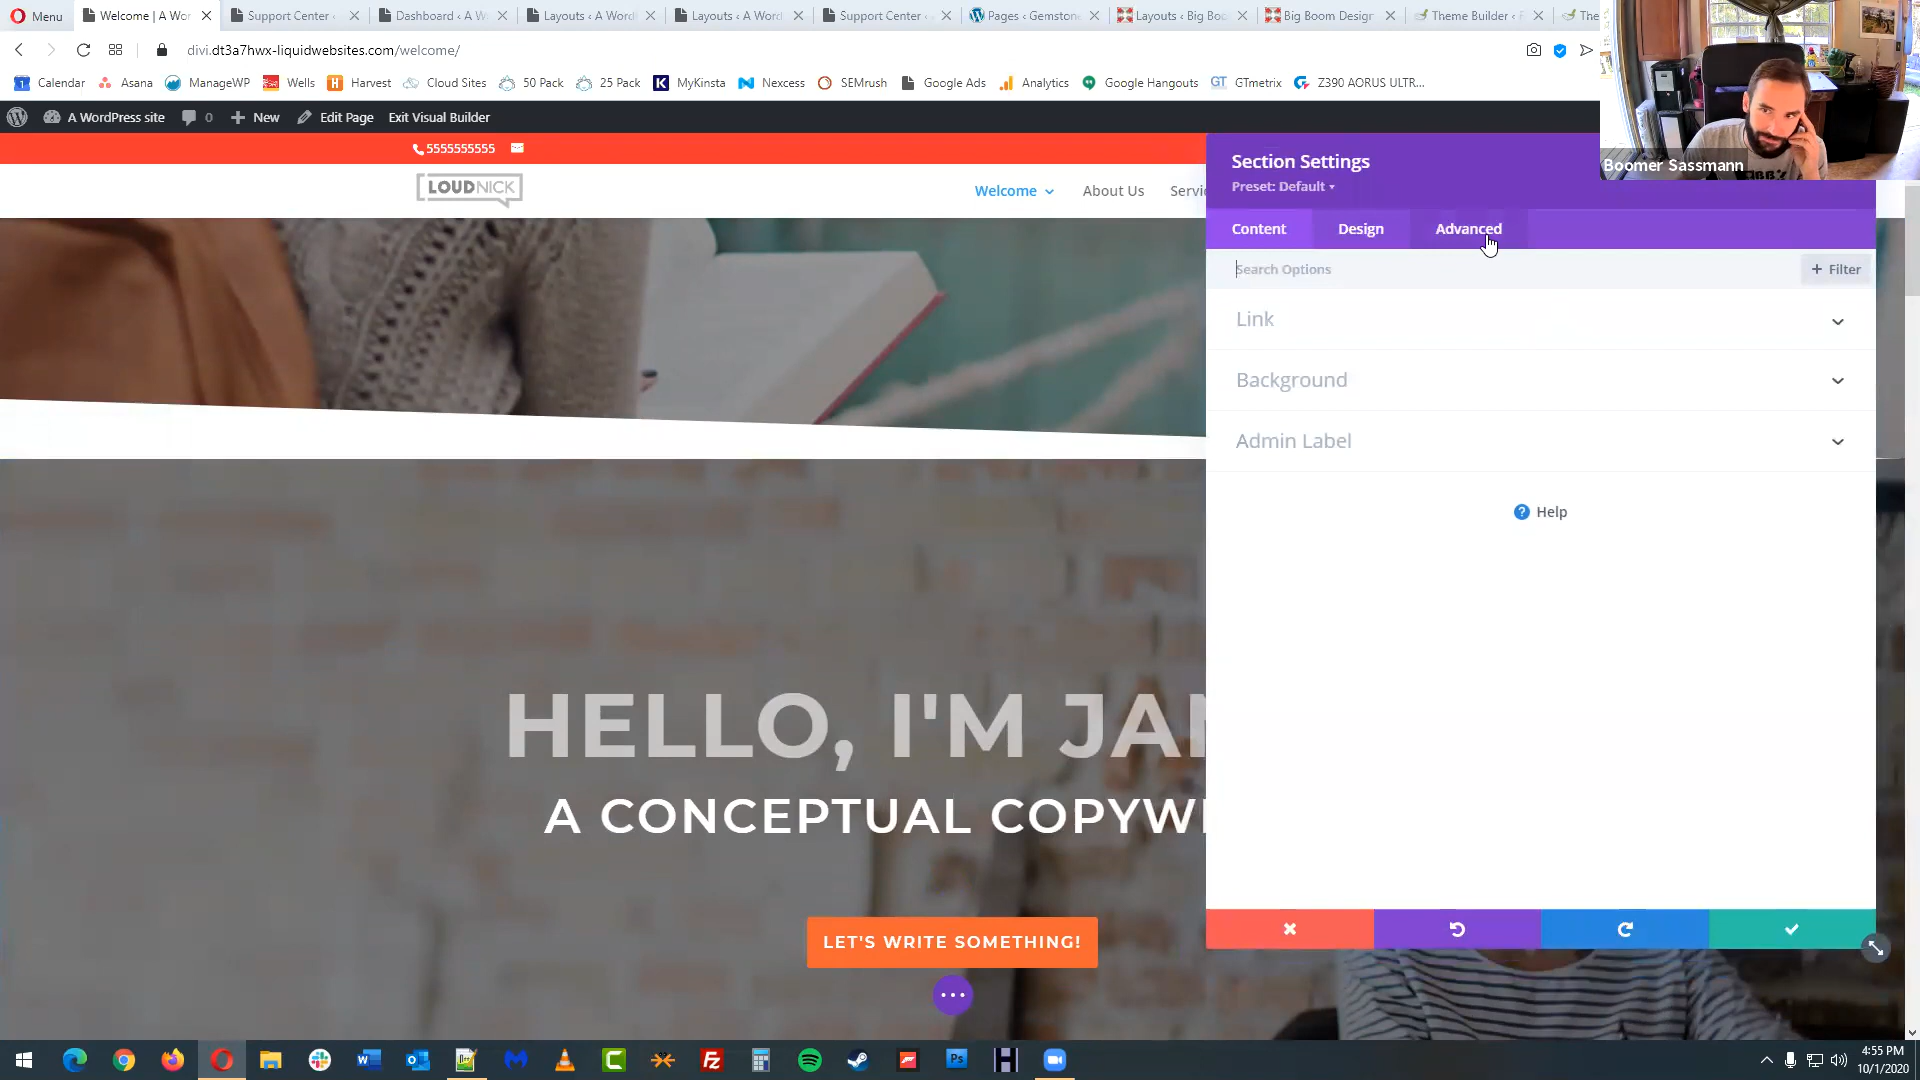 Menu
Welcome | A Wor
Support Center ‹
Dashboard ‹ A W
Layouts ‹ A Word
Layouts ‹ A Word
Support Center ‹
Pages ‹ Gemstone
Layouts ‹ Big Boo
Big Boom Design
Theme Builder ‹
The
divi.dt3a7hwx-liquidwebsites.com/welcome/
Calendar
Asana
ManageWP
Wells
Harvest
Cloud Sites
50 Pack
25 Pack
MyKinsta
Nexcess
SEMrush
Google Ads
Analytics
Google Hangouts
GTmetrix
Z390 AORUS ULTR...
A WordPress site
0
New
Edit Page
Exit Visual Builder
Boomer Sassmann
5555555555
LOUDNICK
Welcome
About Us
Servi
Section Settings
Preset: Default
Content
Design
Advanced
Search Options
+ Filter
Link
Background
Admin Label
Help
HELLO, I'M JAN
A CONCEPTUAL COPYW
LET'S WRITE SOMETHING!
4:55 PM
10/1/2020